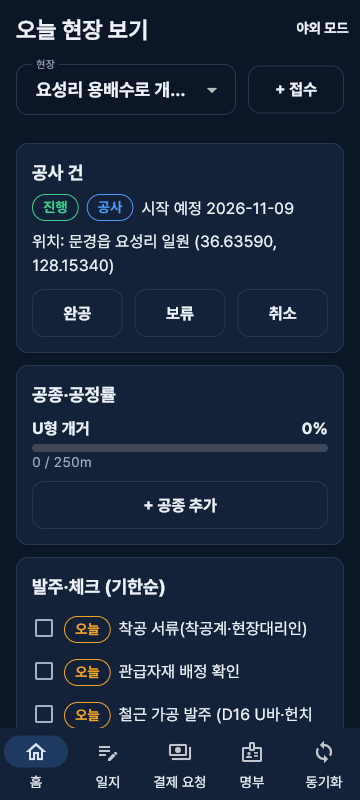 오늘 현장 보기
야외 모드
현장
요성리 용배수로 개...
+ 접수
공사 건
진행 공사 시작 예정 2026-11-09
위치: 문경읍 요성리 일원 (36.63590,
128.15340)
완공 보류 취소
공종·공정률
U형 개거 0%
0 / 250m
+ 공종 추가
발주·체크 (기한순)
오늘 착공 서류(착공계·현장대리인)
오늘 관급자재 배정 확인
오늘 철근 가공 발주 (D16 U바·헌치
홈 일지 결제 요청 명부 동기화